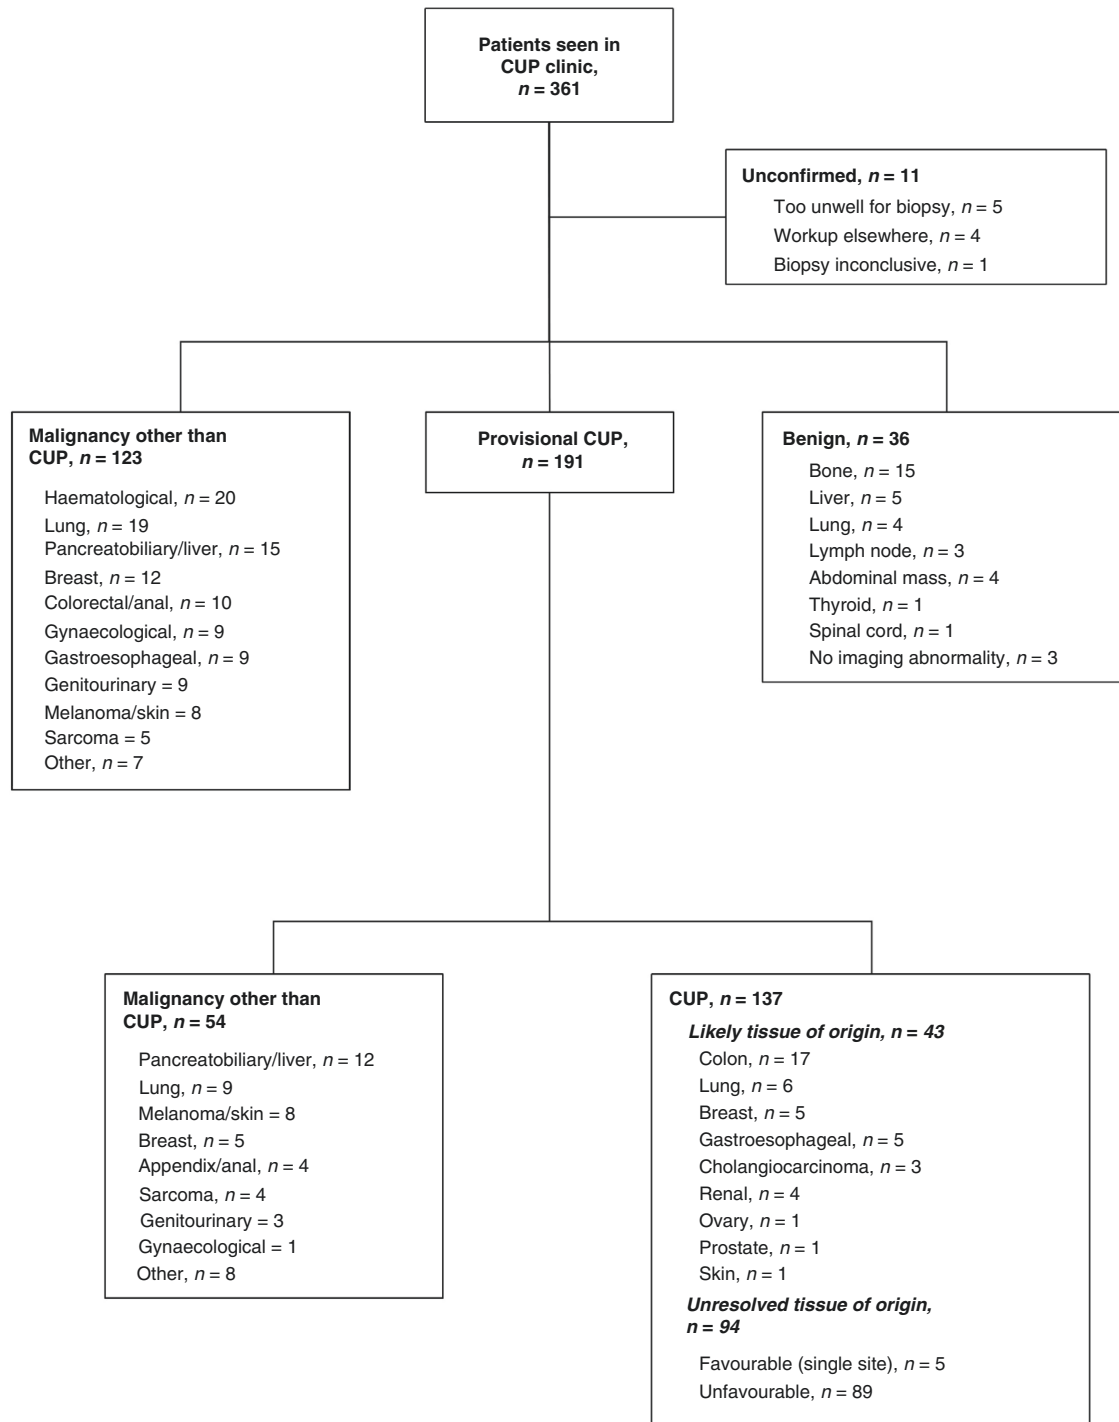 Patients seen in
CUP clinic,
n = 361
Unconfirmed, n = 11
Too unwell for biopsy, n = 5
Workup elsewhere, n = 4
Biopsy inconclusive, n = 1
Malignancy other than
CUP, n = 123
Haematological, n = 20
Lung, n = 19
Pancreatobiliary/liver, n = 15
Breast, n = 12
Colorectal/anal, n = 10
Gynaecological, n = 9
Gastroesophageal, n = 9
Genitourinary = 9
Melanoma/skin = 8
Sarcoma = 5
Other, n = 7
Provisional CUP,
n = 191
Benign, n = 36
Bone, n = 15
Liver, n = 5
Lung, n = 4
Lymph node, n = 3
Abdominal mass, n = 4
Thyroid, n = 1
Spinal cord, n = 1
No imaging abnormality, n = 3
Malignancy other than
CUP, n = 54
Pancreatobiliary/liver, n = 12
Lung, n = 9
Melanoma/skin = 8
Breast, n = 5
Appendix/anal, n = 4
Sarcoma, n = 4
Genitourinary = 3
Gynaecological = 1
Other, n = 8
CUP, n = 137
Likely tissue of origin, n = 43
Colon, n = 17
Lung, n = 6
Breast, n = 5
Gastroesophageal, n = 5
Cholangiocarcinoma, n = 3
Renal, n = 4
Ovary, n = 1
Prostate, n = 1
Skin, n = 1
Unresolved tissue of origin,
n = 94
Favourable (single site), n = 5
Unfavourable, n = 89